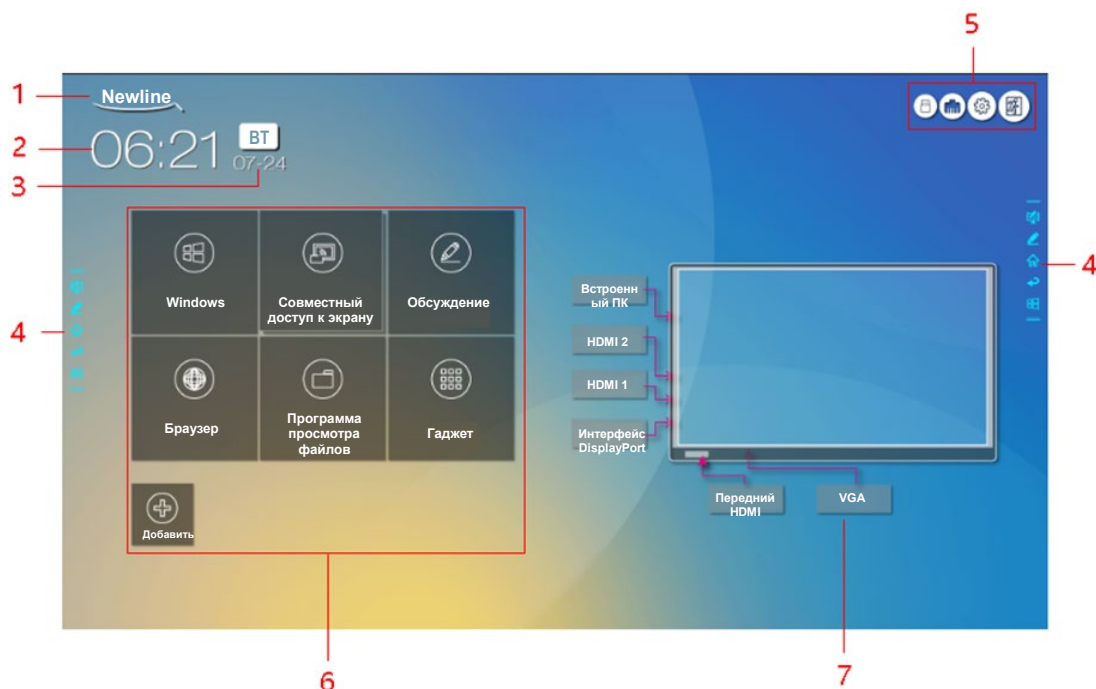 5
1
Newline
2
06:21
ВТ
07-24
3
4
4
Windows
Совместный
доступ к экрану
Обсуждение
Браузер
Программа
просмотра
файлов
Гаджет
Добавить
Встроенн
ый ПК
HDMI 2
HDMI 1
Интерфейс
DisplayPort
Передний
HDMI
VGA
6
7